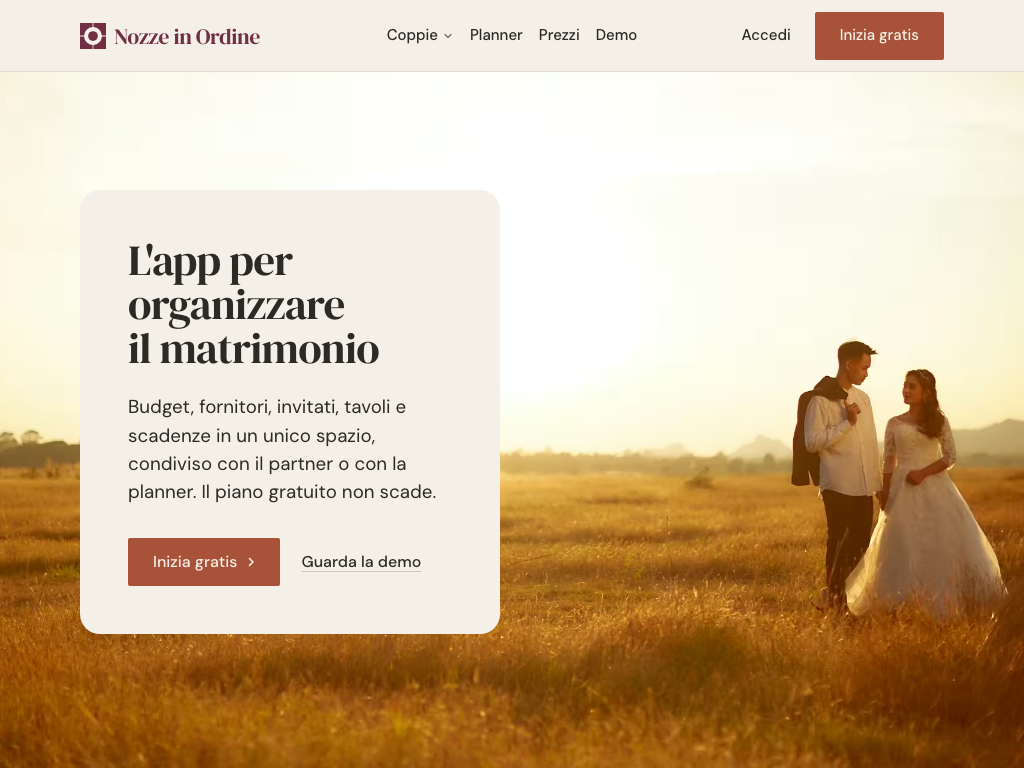 Nozze in Ordine
Coppie
Planner
Prezzi
Demo
Accedi
Inizia gratis
L'app per
organizzare
il matrimonio
Budget, fornitori, invitati, tavoli e
scadenze in un unico spazio,
condiviso con il partner o con la
planner. Il piano gratuito non scade.
Inizia gratis
Guarda la demo